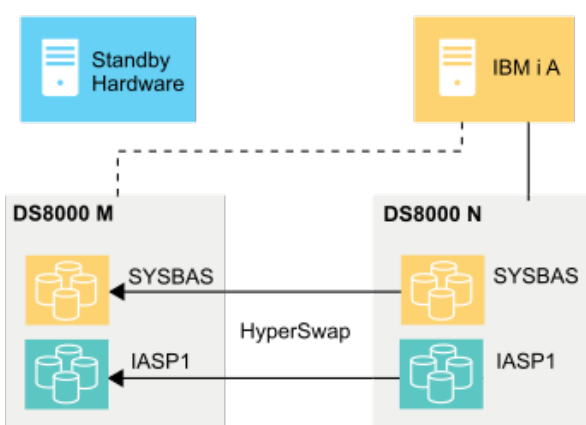 Standby
Hardware
IBM i A
DS8000 M
DS8000 N
SYSBAS
SYSBAS
HyperSwap
IASP1
IASP1